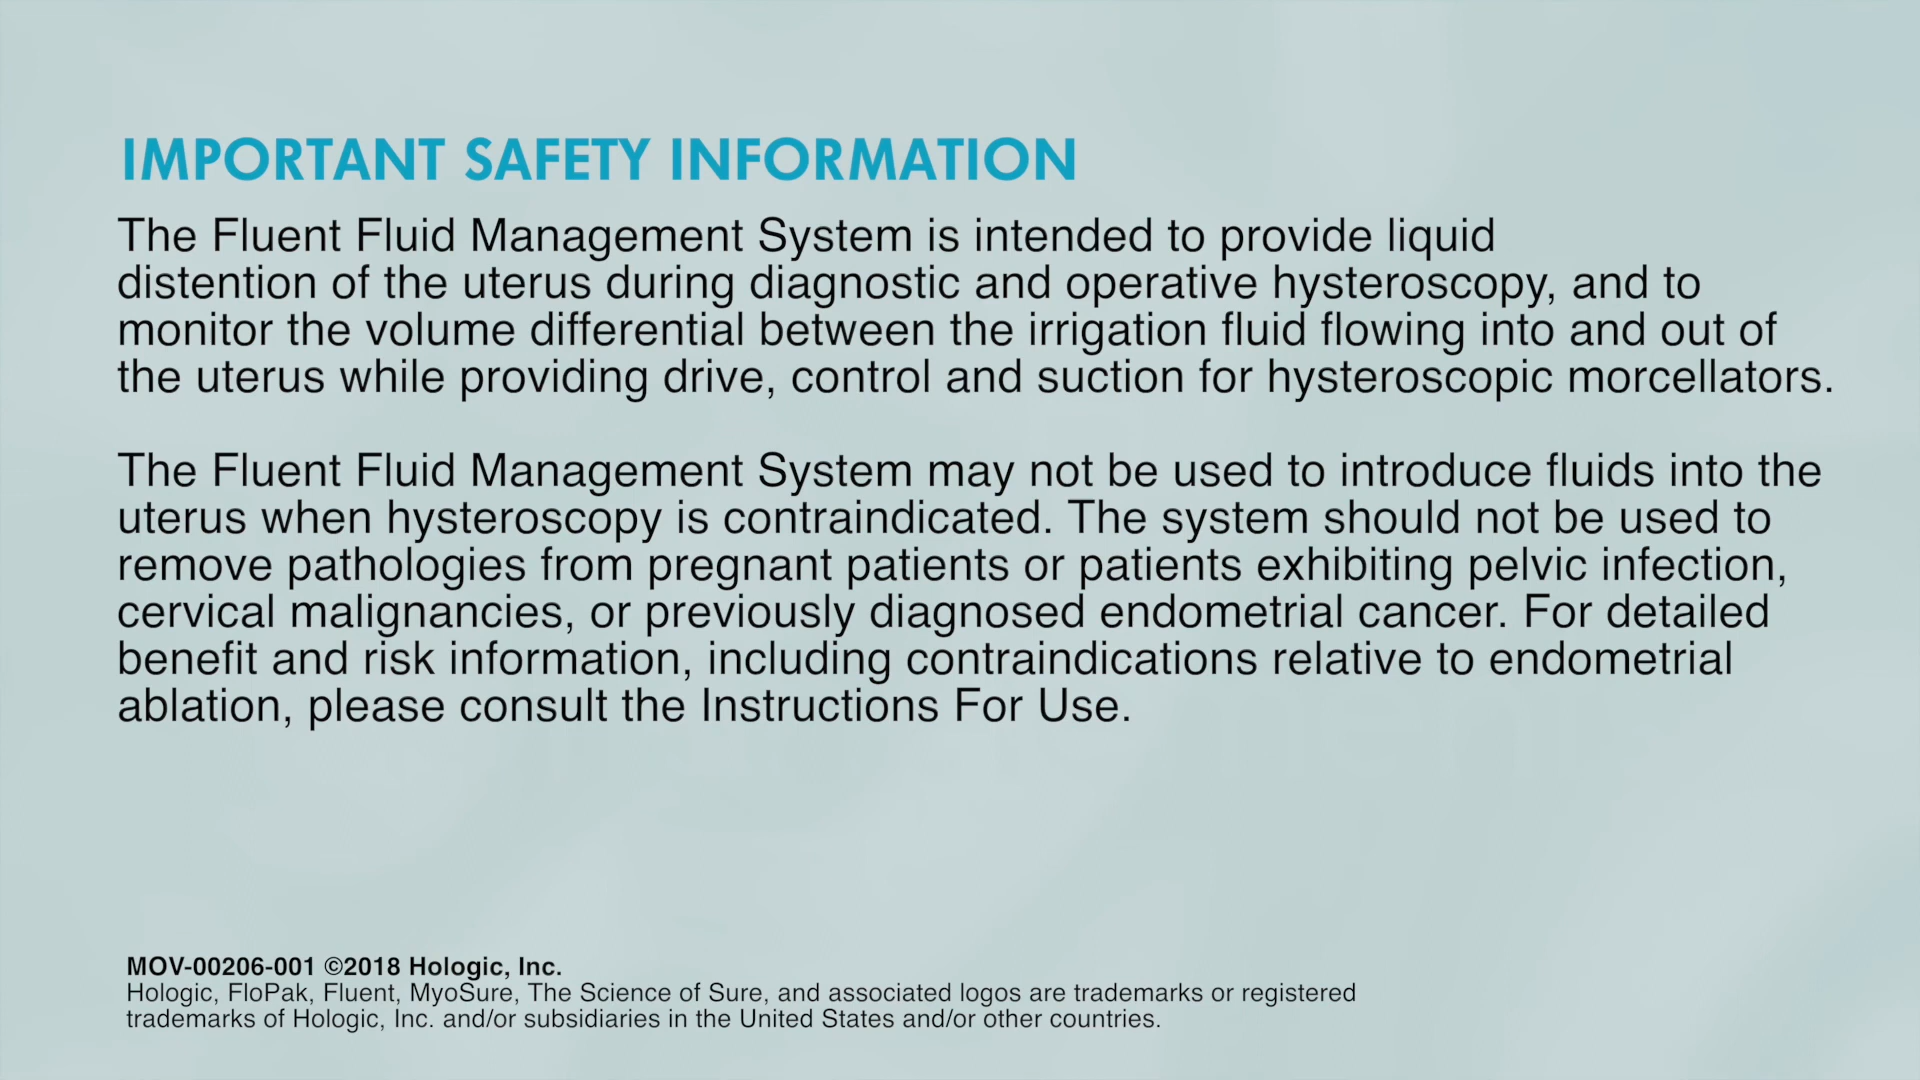 IMPORTANT SAFETY INFORMATION
The Fluent Fluid Management System is intended to provide liquid
distention of the uterus during diagnostic and operative hysteroscopy, and to
monitor the volume differential between the irrigation fluid flowing into and out of
the uterus while providing drive, control and suction for hysteroscopic morcellators.
The Fluent Fluid Management System may not be used to introduce fluids into the
uterus when hysteroscopy is contraindicated. The system should not be used to
remove pathologies from pregnant patients or patients exhibiting pelvic infection,
cervical malignancies, or previously diagnosed endometrial cancer. For detailed
benefit and risk information, including contraindications relative to endometrial
ablation, please consult the Instructions For Use.
MOV-00206-001 ©2018 Hologic, Inc.
Hologic, FloPak, Fluent, MyoSure, The Science of Sure, and associated logos are trademarks or registered
trademarks of Hologic, Inc. and/or subsidiaries in the United States and/or other countries.